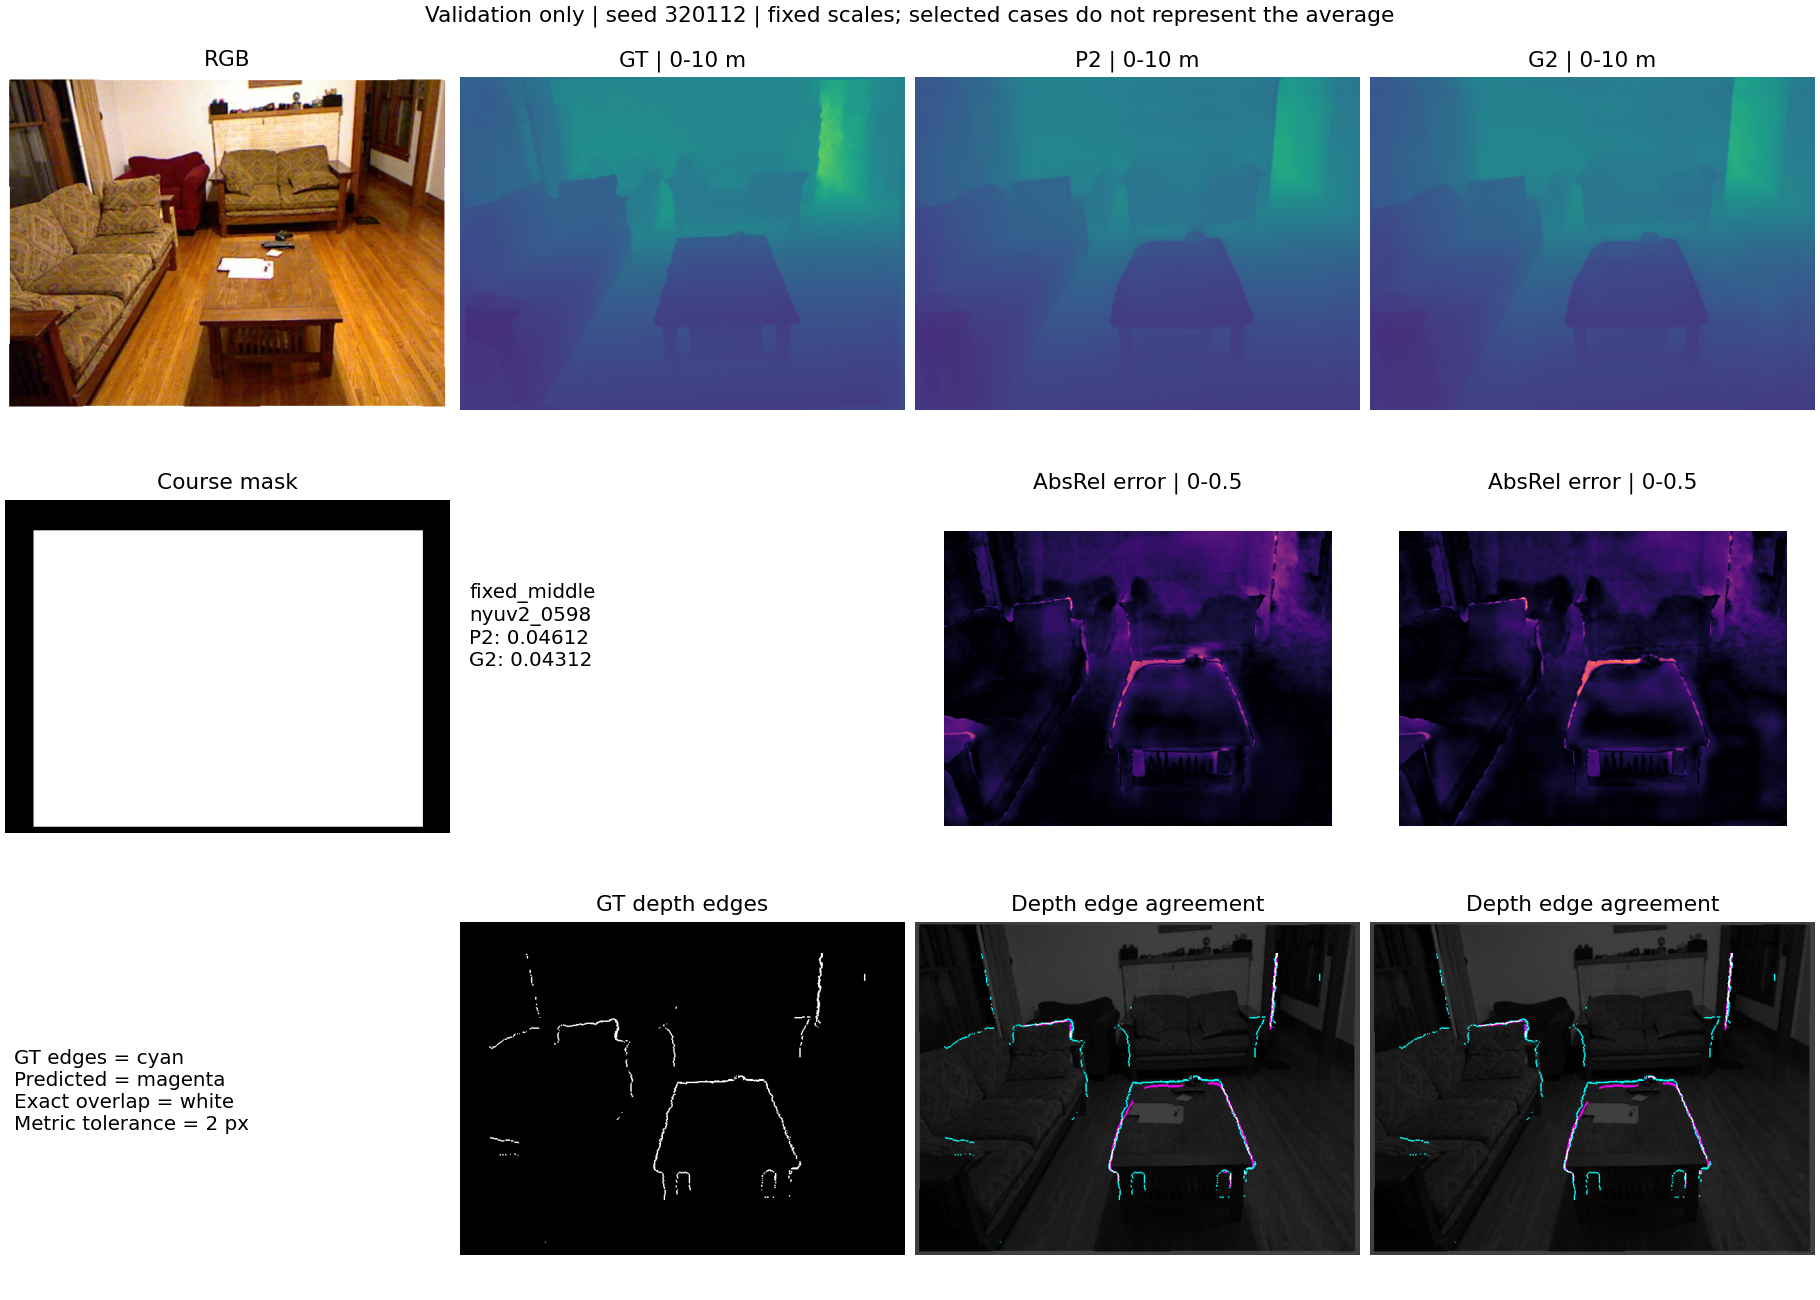 Validation only | seed 320112 | fixed scales; selected cases do not represent the average
RGB
GT | 0-10 m
P2 | 0-10 m
G2 | 0-10 m
Course mask
AbsRel error | 0-0.5
AbsRel error | 0-0.5
fixed_middle
nyuv2_0598
P2: 0.04612
G2: 0.04312
GT depth edges
Depth edge agreement
Depth edge agreement
GT edges = cyan
Predicted = magenta
Exact overlap = white
Metric tolerance = 2 px